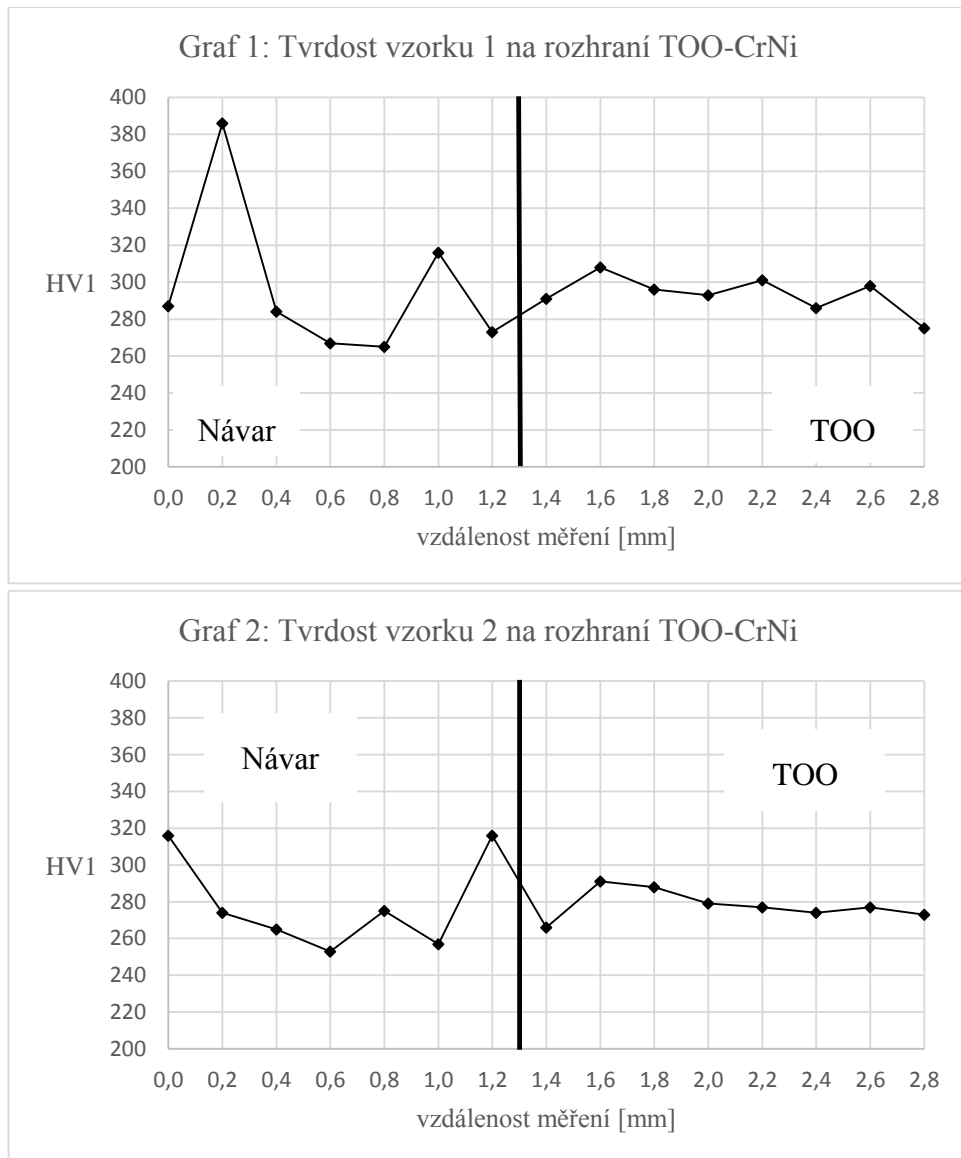 Graf 1: Tvrdost vzorku 1 na rozhraní TOO-CrNi
400
380
360
340
320
300
280
260
240
220
200
HV1
Návar
TOO
0,0 0,2 0,4 0,6 0,8 1,0 1,2 1,4 1,6 1,8 2,0 2,2 2,4 2,6 2,8
vzdálenost měření [mm]
Graf 2: Tvrdost vzorku 2 na rozhraní TOO-CrNi
400
380
360
340
320
300
280
260
240
220
200
HV1
Návar
TOO
0,0 0,2 0,4 0,6 0,8 1,0 1,2 1,4 1,6 1,8 2,0 2,2 2,4 2,6 2,8
vzdálenost měření [mm]